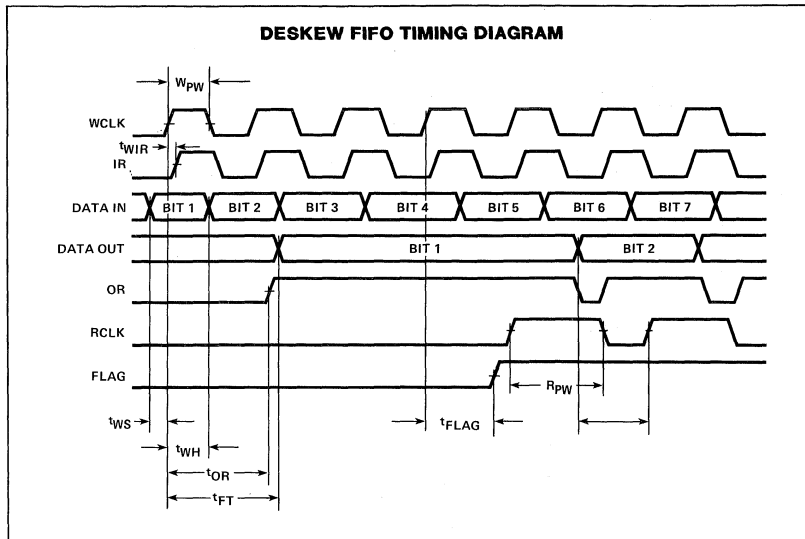 DESKEW FIFO TIMING DIAGRAM
WPW
WCLK
tWIR
IR
DATA IN BIT 1 BIT 2 BIT 3 BIT 4 BIT 5 BIT 6 BIT 7
DATA OUT BIT 1 BIT 2
OR
RCLK
FLAG
RPW
tWS tFLAG
tWH
tOR
tFT